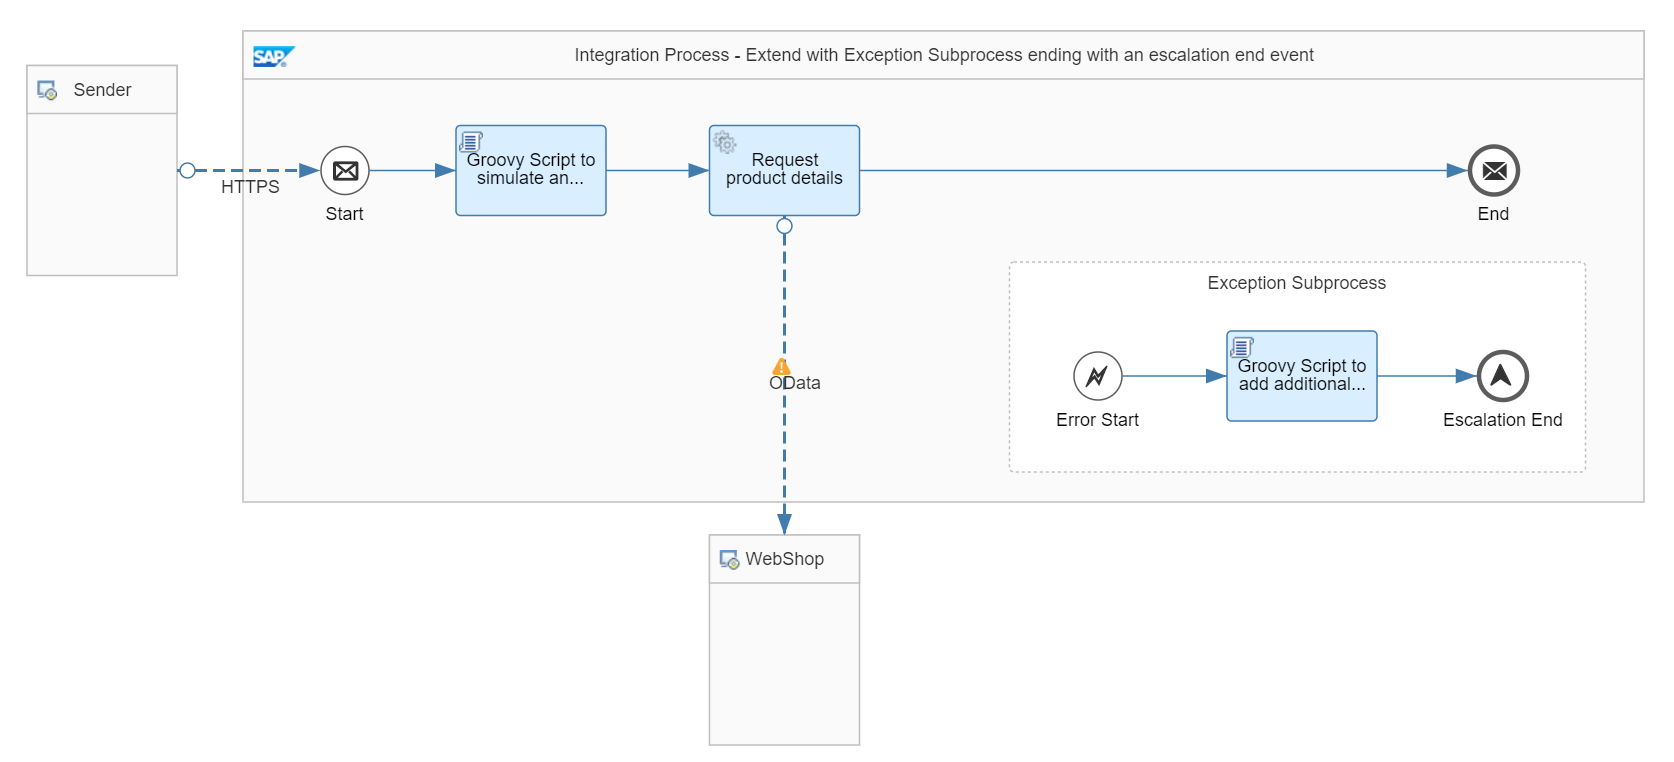 SAP
Integration Process - Extend with Exception Subprocess ending with an escalation end event
Sender
HTTPS
Start
Groovy Script to
simulate an...
Request
product details
End
OData
Exception Subprocess
Error Start
Groovy Script to
add additional...
Escalation End
WebShop